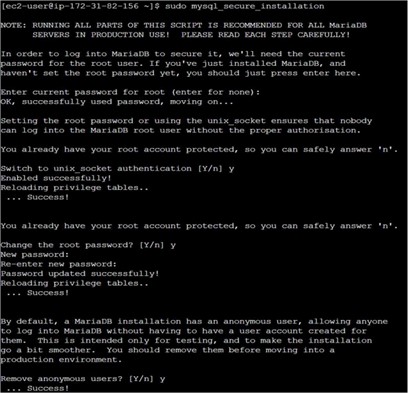 [ec2-user@ip-172-31-82-156 ~]$ sudo mysql_secure_installation
NOTE: RUNNING ALL PARTS OF THIS SCRIPT IS RECOMMENDED FOR ALL MariaDB
SERVERS IN PRODUCTION USE!  PLEASE READ EACH STEP CAREFULLY!
In order to log into MariaDB to secure it, we'll need the current
password for the root user. If you've just installed MariaDB, and
haven't set the root password yet, you should just press enter here.
Enter current password for root (enter for none):
OK, successfully used password, moving on...
Setting the root password or using the unix_socket ensures that nobody
can log into the MariaDB root user without the proper authorisation.
You already have your root account protected, so you can safely answer 'n'.
Switch to unix_socket authentication [Y/n] y
Enabled successfully!
Reloading privilege tables..
... Success!
You already have your root account protected, so you can safely answer 'n'.
Change the root password? [Y/n] y
New password:
Re-enter new password:
Password updated successfully!
Reloading privilege tables..
... Success!
By default, a MariaDB installation has an anonymous user, allowing anyone
to log into MariaDB without having to have a user account created for
them.  This is intended only for testing, and to make the installation
go a bit smoother.  You should remove them before moving into a
production environment.
Remove anonymous users? [Y/n] y
... Success!